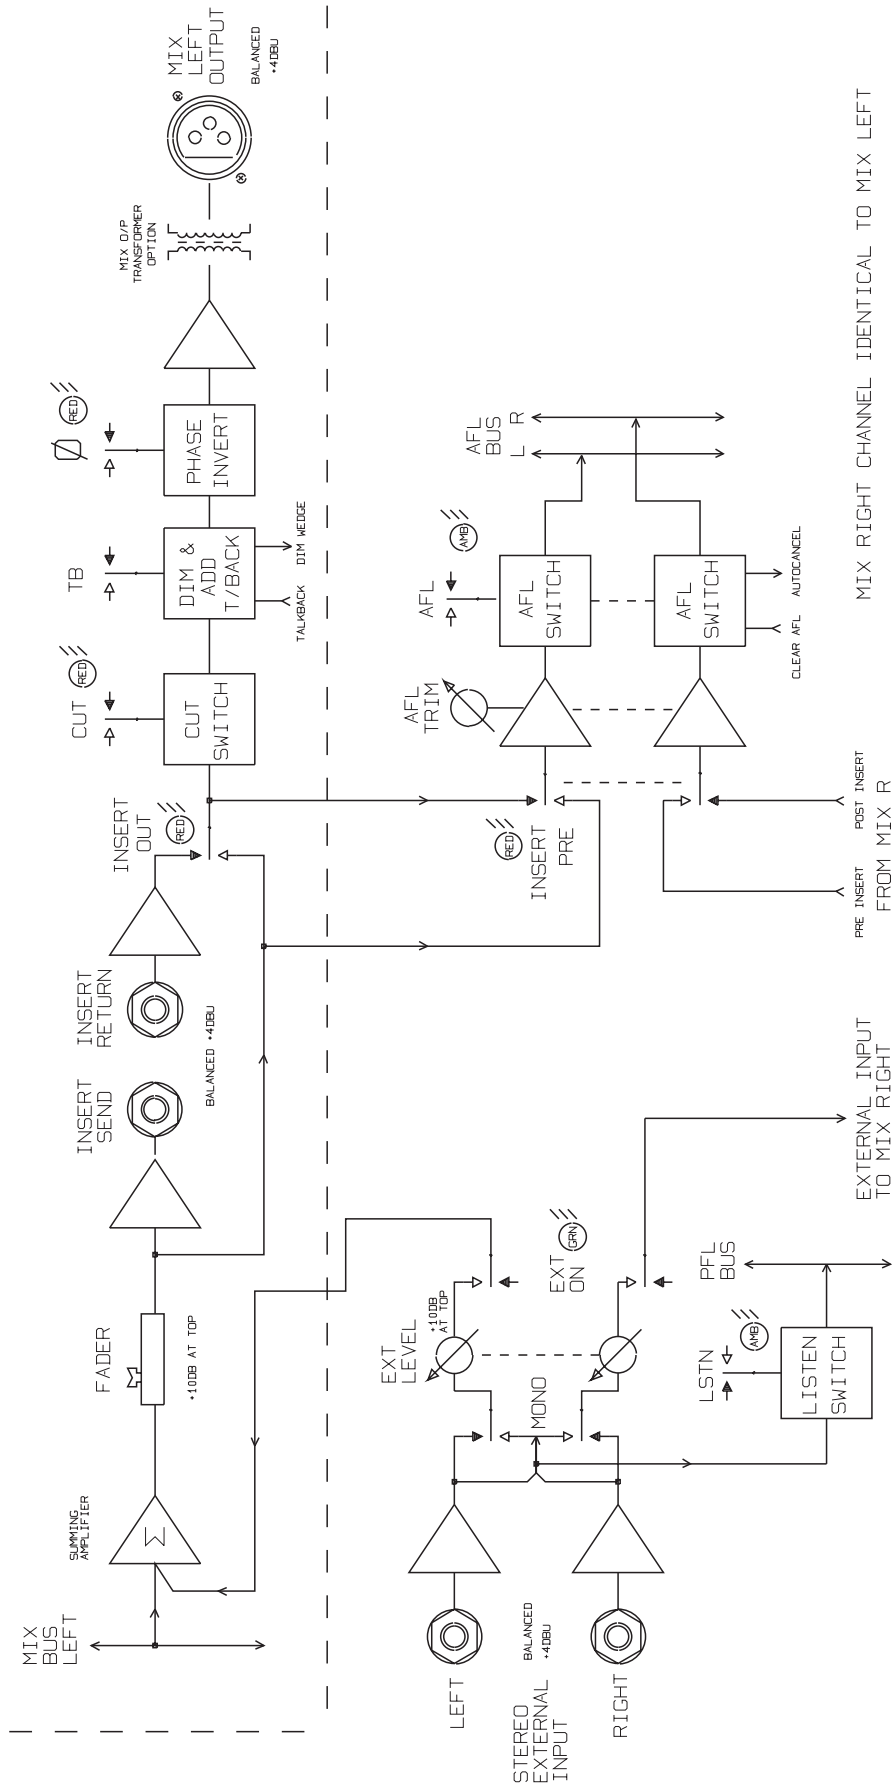 MIX
BUS
LEFT
SUMMING
AMPLIFIER
Σ
FADER
+10DB AT TOP
INSERT
SEND
INSERT
RETURN
BALANCED +4DBU
INSERT
OUT
RED
CUT
RED
CUT
SWITCH
TB
DIM &
ADD
T/BACK
TALKBACK
DIM WEDGE
Ø
RED
PHASE
INVERT
MIX O/P
TRANSFORMER
OPTION
MIX
LEFT
OUTPUT
BALANCED
+4DBU
STEREO
EXTERNAL
INPUT
LEFT
RIGHT
BALANCED
+4DBU
MONO
EXT
LEVEL
+10DB
AT TOP
EXT
ON
GRN
LSTN
AMB
LISTEN
SWITCH
PFL
BUS
EXTERNAL INPUT
TO MIX RIGHT
RED
INSERT
PRE
AFL
TRIM
AFL
AMB
AFL
SWITCH
AFL
SWITCH
CLEAR AFL
AUTOCANCEL
AFL
BUS
L
R
PRE INSERT
POST INSERT
FROM MIX R
MIX RIGHT CHANNEL IDENTICAL TO MIX LEFT